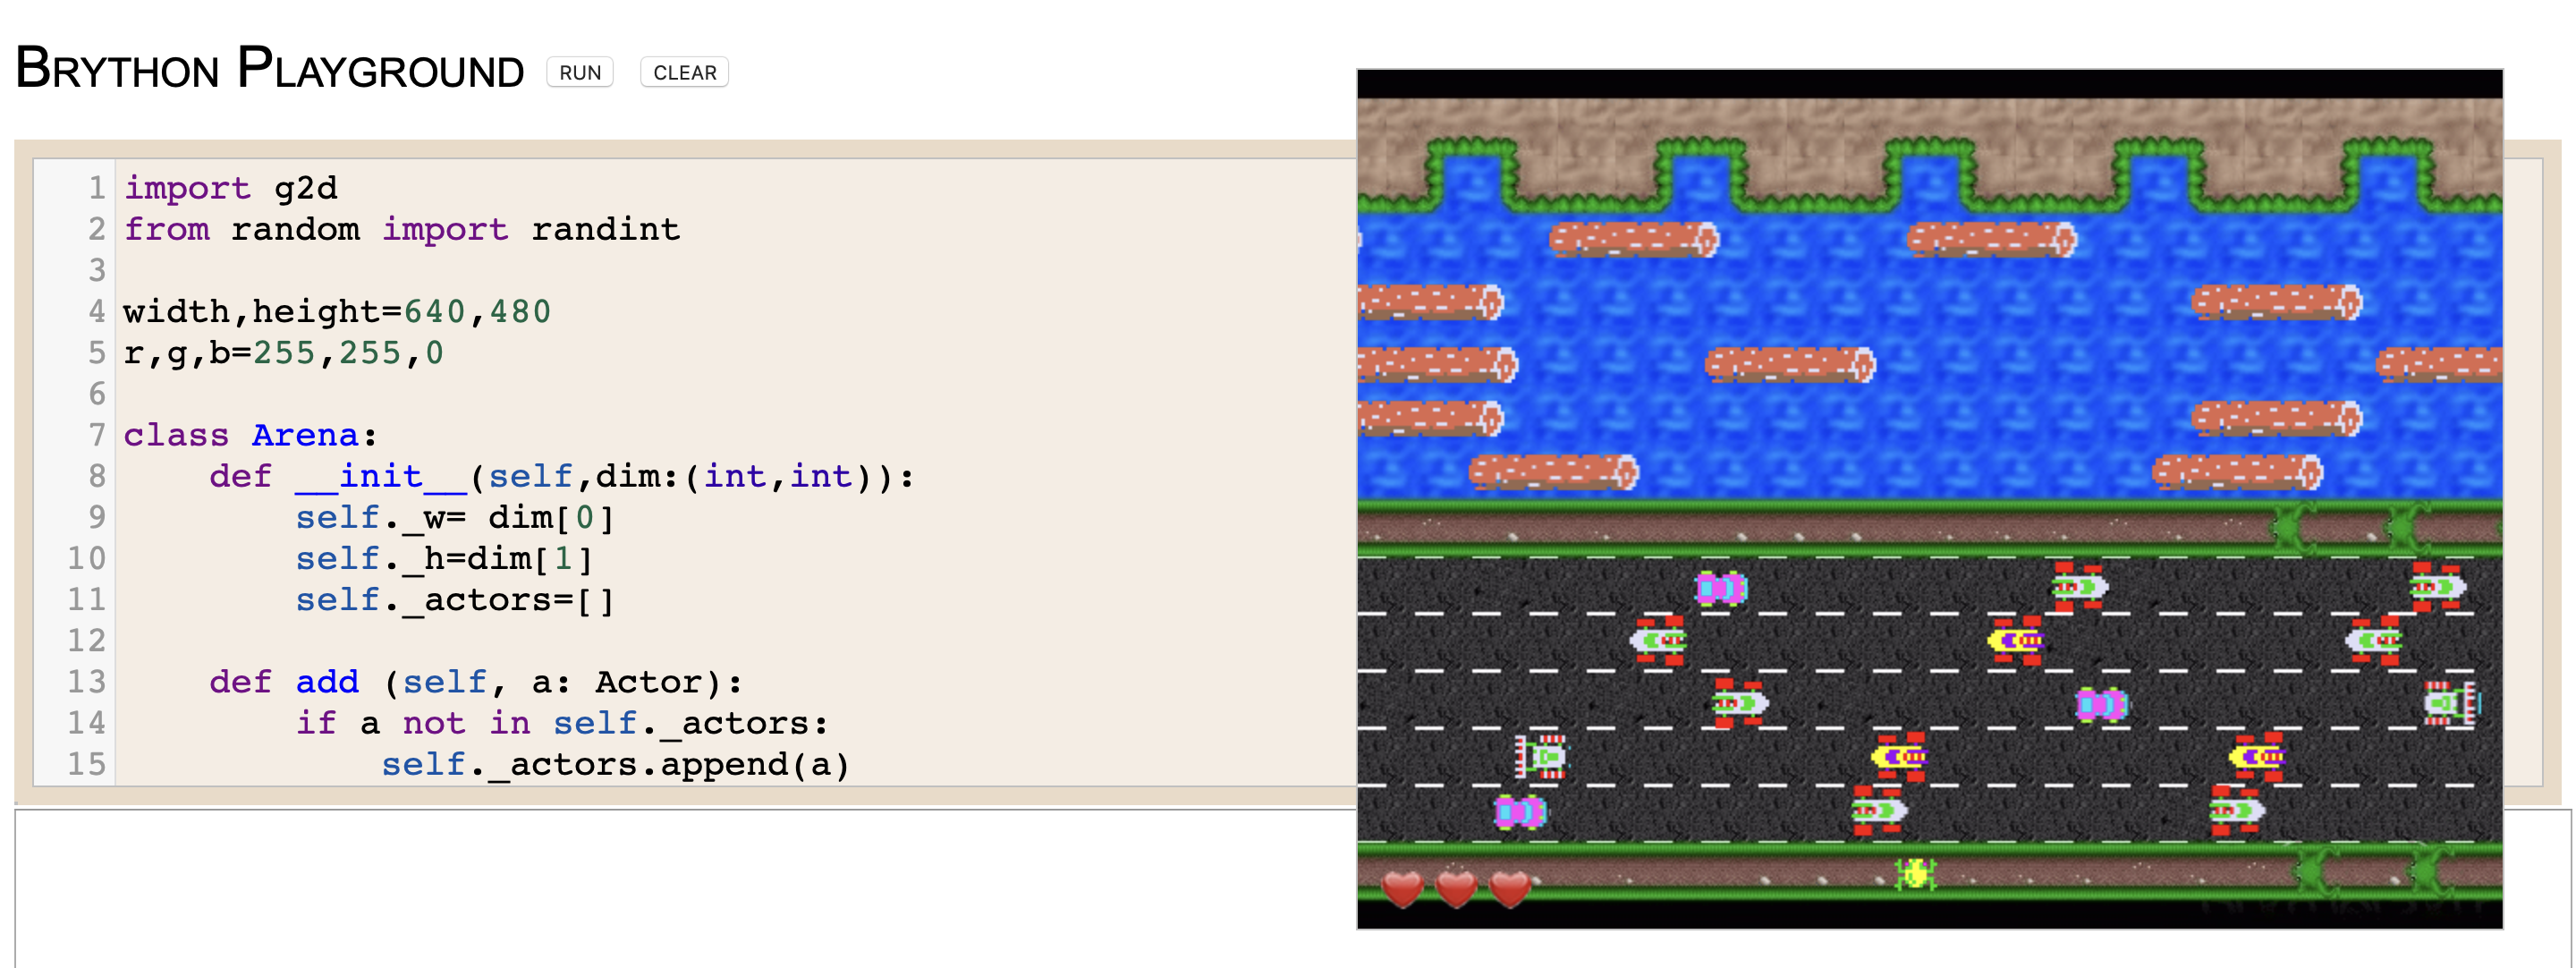 BRYTHON PLAYGROUND RUN CLEAR
1 import g2d
2 from random import randint
3
4 width,height=640,480
5 r,g,b=255,255,0
6
7 class Arena:
8     def __init__(self,dim:(int,int)):
9         self._w= dim[0]
10         self._h=dim[1]
11         self._actors=[]
12
13     def add (self, a: Actor):
14         if a not in self._actors:
15             self._actors.append(a)